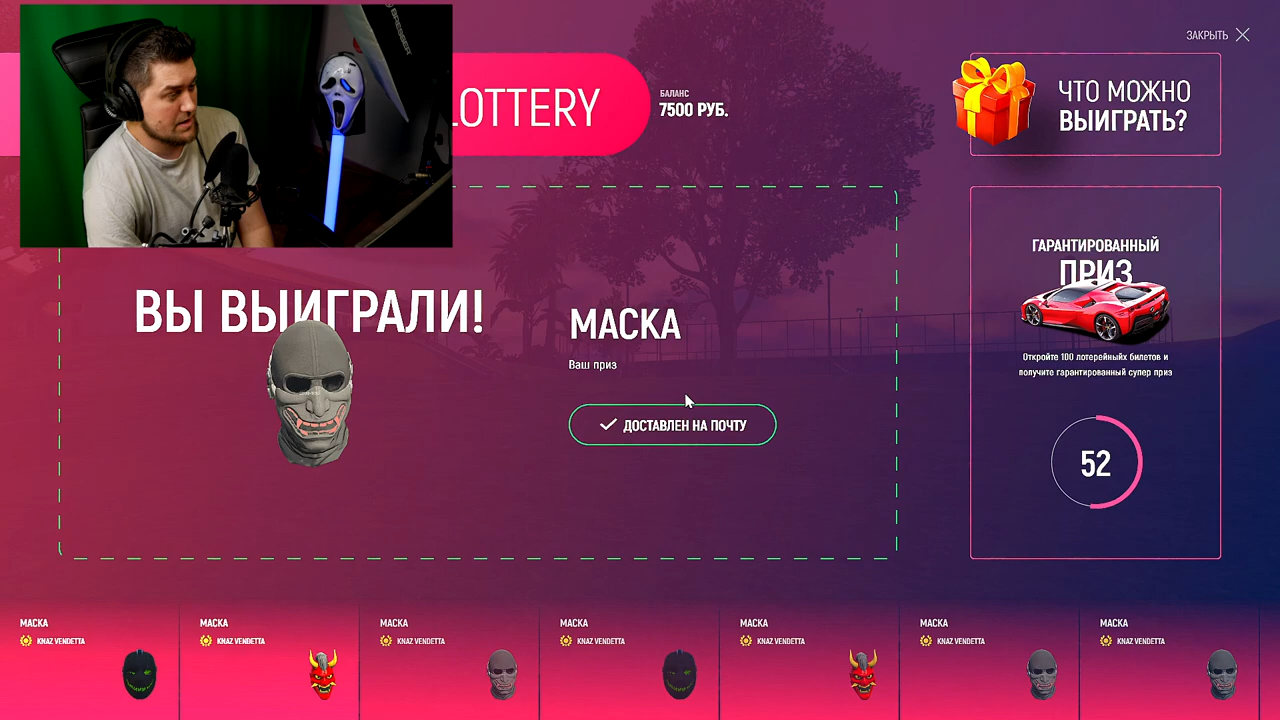 BRESSER
ЗАКРЫТЬ
LOTTERY
БАЛАНС
7500 РУБ.
ЧТО МОЖНО
ВЫИГРАТЬ?
ВЫ ВЫИГРАЛИ!
МАСКА
Ваш приз
ДОСТАВЛЕН НА ПОЧТУ
ГАРАНТИРОВАННЫЙ
ПРИЗ
Откройте 100 лотерейныйх билетов и
получите гарантированный супер приз
52
МАСКА
KNAZ VENDETTA
МАСКА
KNAZ VENDETTA
МАСКА
KNAZ VENDETTA
МАСКА
KNAZ VENDETTA
МАСКА
KNAZ VENDETTA
МАСКА
KNAZ VENDETTA
МАСКА
KNAZ VENDETTA